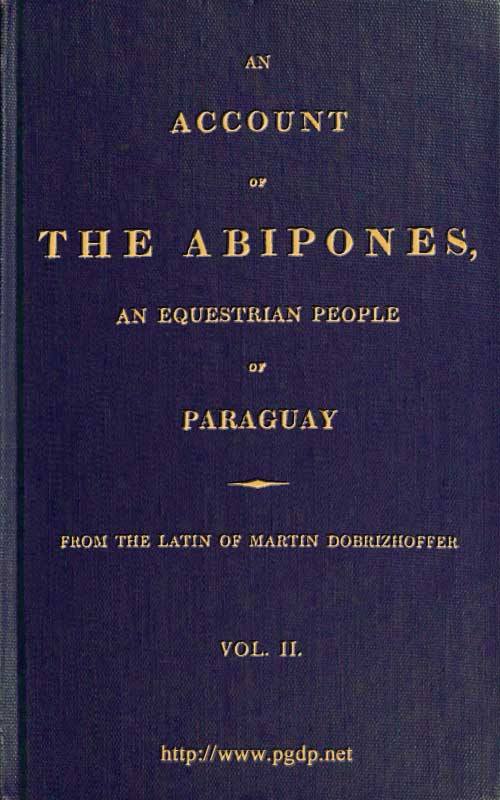 AN
ACCOUNT
OF
THE ABIPONES,
AN EQUESTRIAN PEOPLE
OF
PARAGUAY
FROM THE LATIN OF MARTIN DOBRIZHOFFER
VOL. II.
http://www.pgdp.net